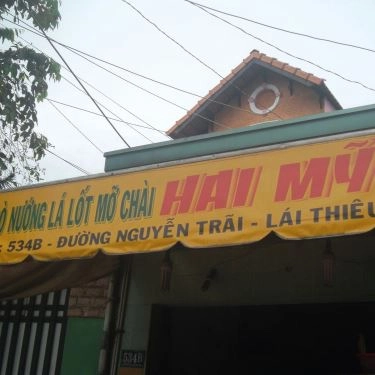 Ò NƯỚNG LÁ LỐT MỠ CHÀI HAI MỸ
534B - ĐƯỜNG NGUYỄN TRÃI - LÁI THIÊU
534B